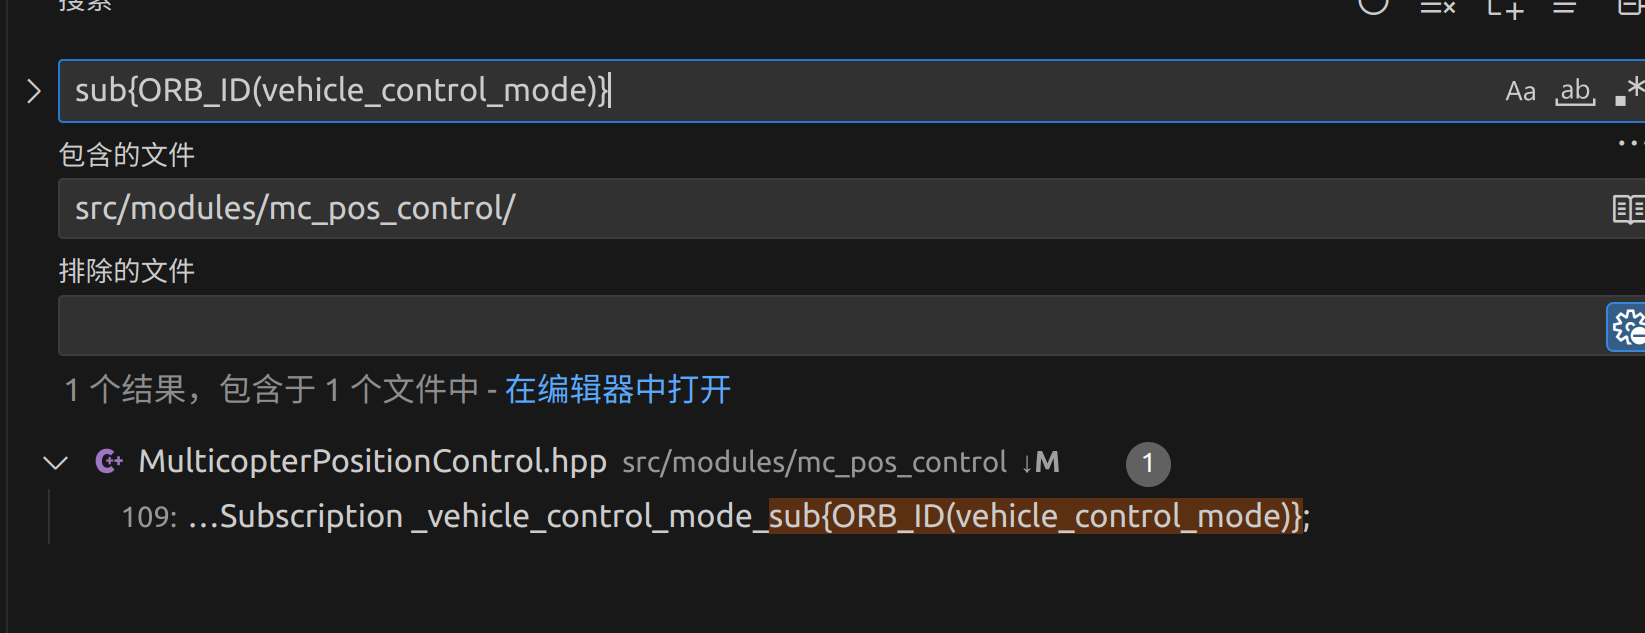 搜索
sub{ORB_ID(vehicle_control_mode)}
Aa ab .*
包含的文件
...
src/modules/mc_pos_control/
排除的文件
1 个结果，包含于 1 个文件中 - 在编辑器中打开
MulticopterPositionControl.hpp src/modules/mc_pos_control ↓M 1
109: ...Subscription _vehicle_control_mode_sub{ORB_ID(vehicle_control_mode)};